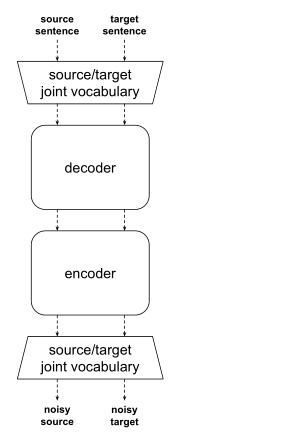 source target
sentence sentence
source/target
joint vocabulary
decoder
encoder
source/target
joint vocabulary
noisy noisy
source target